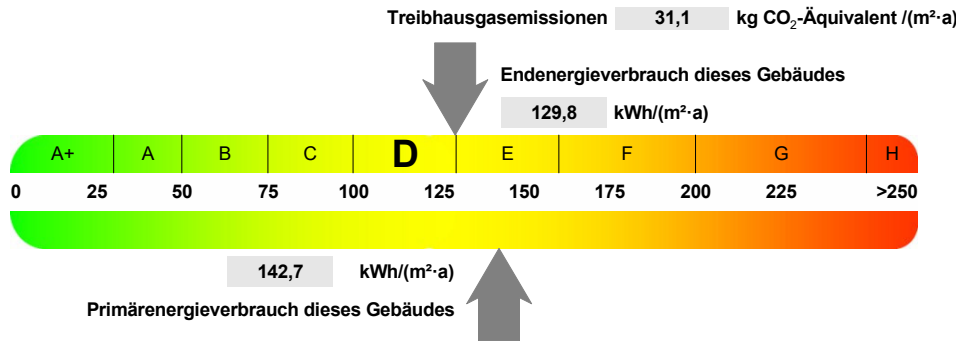 Treibhausgasemissionen 31,1 kg CO₂-Äquivalent /(m²·a)
Endenergieverbrauch dieses Gebäudes
129,8 kWh/(m²·a)
A+ A B C D E F G H
0 25 50 75 100 125 150 175 200 225 >250
142,7 kWh/(m²·a)
Primärenergieverbrauch dieses Gebäudes